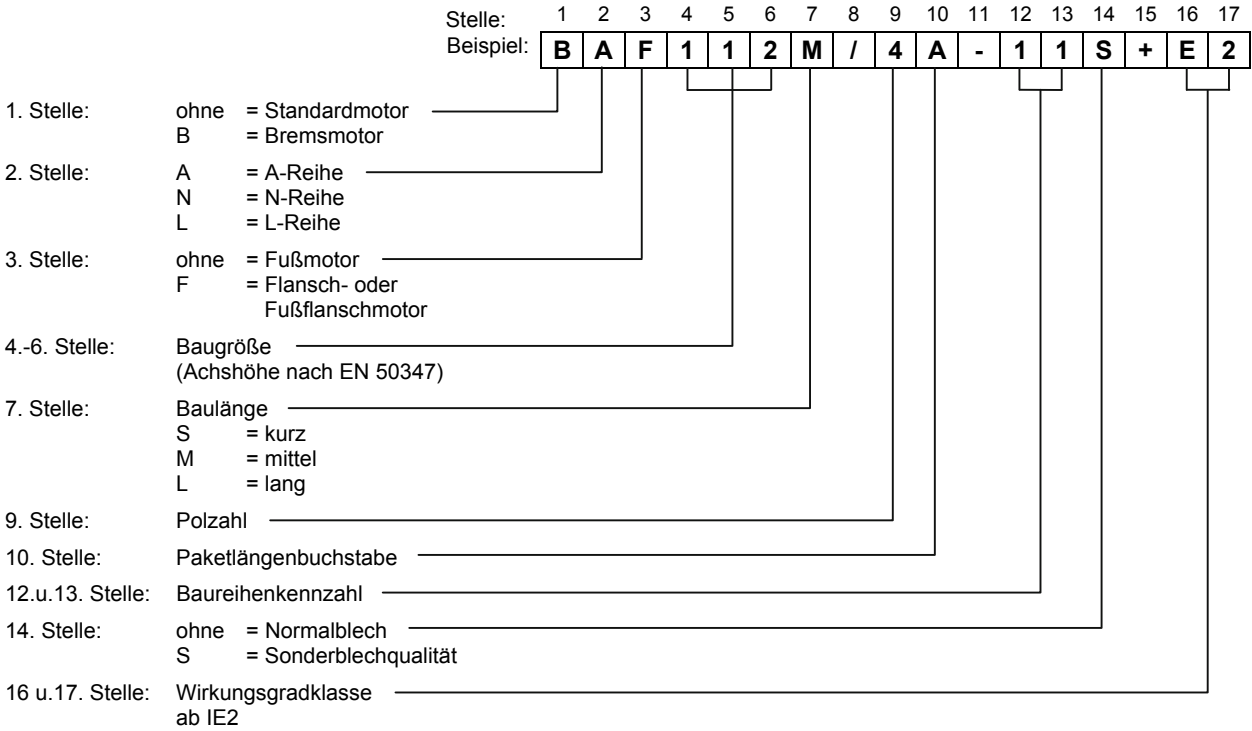 Stelle: 1 2 3 4 5 6 7 8 9 10 11 12 13 14 15 16 17
Beispiel: B A F 1 1 2 M / 4 A - 1 1 S + E 2
1. Stelle: ohne = Standardmotor
B = Bremsmotor
2. Stelle: A = A-Reihe
N = N-Reihe
L = L-Reihe
3. Stelle: ohne = Fußmotor
F = Flansch- oder
Fußflanschmotor
4.-6. Stelle: Baugröße
(Achshöhe nach EN 50347)
7. Stelle: Baulänge
S = kurz
M = mittel
L = lang
9. Stelle: Polzahl
10. Stelle: Paketlängenbuchstabe
12.u.13. Stelle: Baureihenkennzahl
14. Stelle: ohne = Normalblech
S = Sonderblechqualität
16 u.17. Stelle: Wirkungsgradklasse
ab IE2